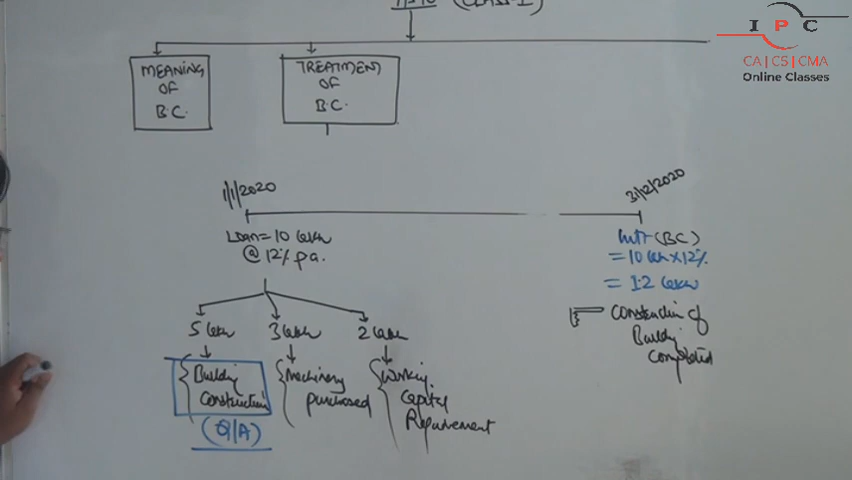 (CLASS-I)
I P C
CA|CS|CMA
Online Classes
MEANING
OF
B.C.
TREATMENT
OF
B.C.
1/1/2020
31/12/2020
Loan = 10 lakh
@ 12% p.a.
Intt (BC)
= 10 lakh × 12%
= 1.2 lakh
Construction of
Building
Completed
5 lakh
3 lakh
2 lakh
Building
Construction
(Q/A)
Machinery
purchased
Working
Capital
Requirement